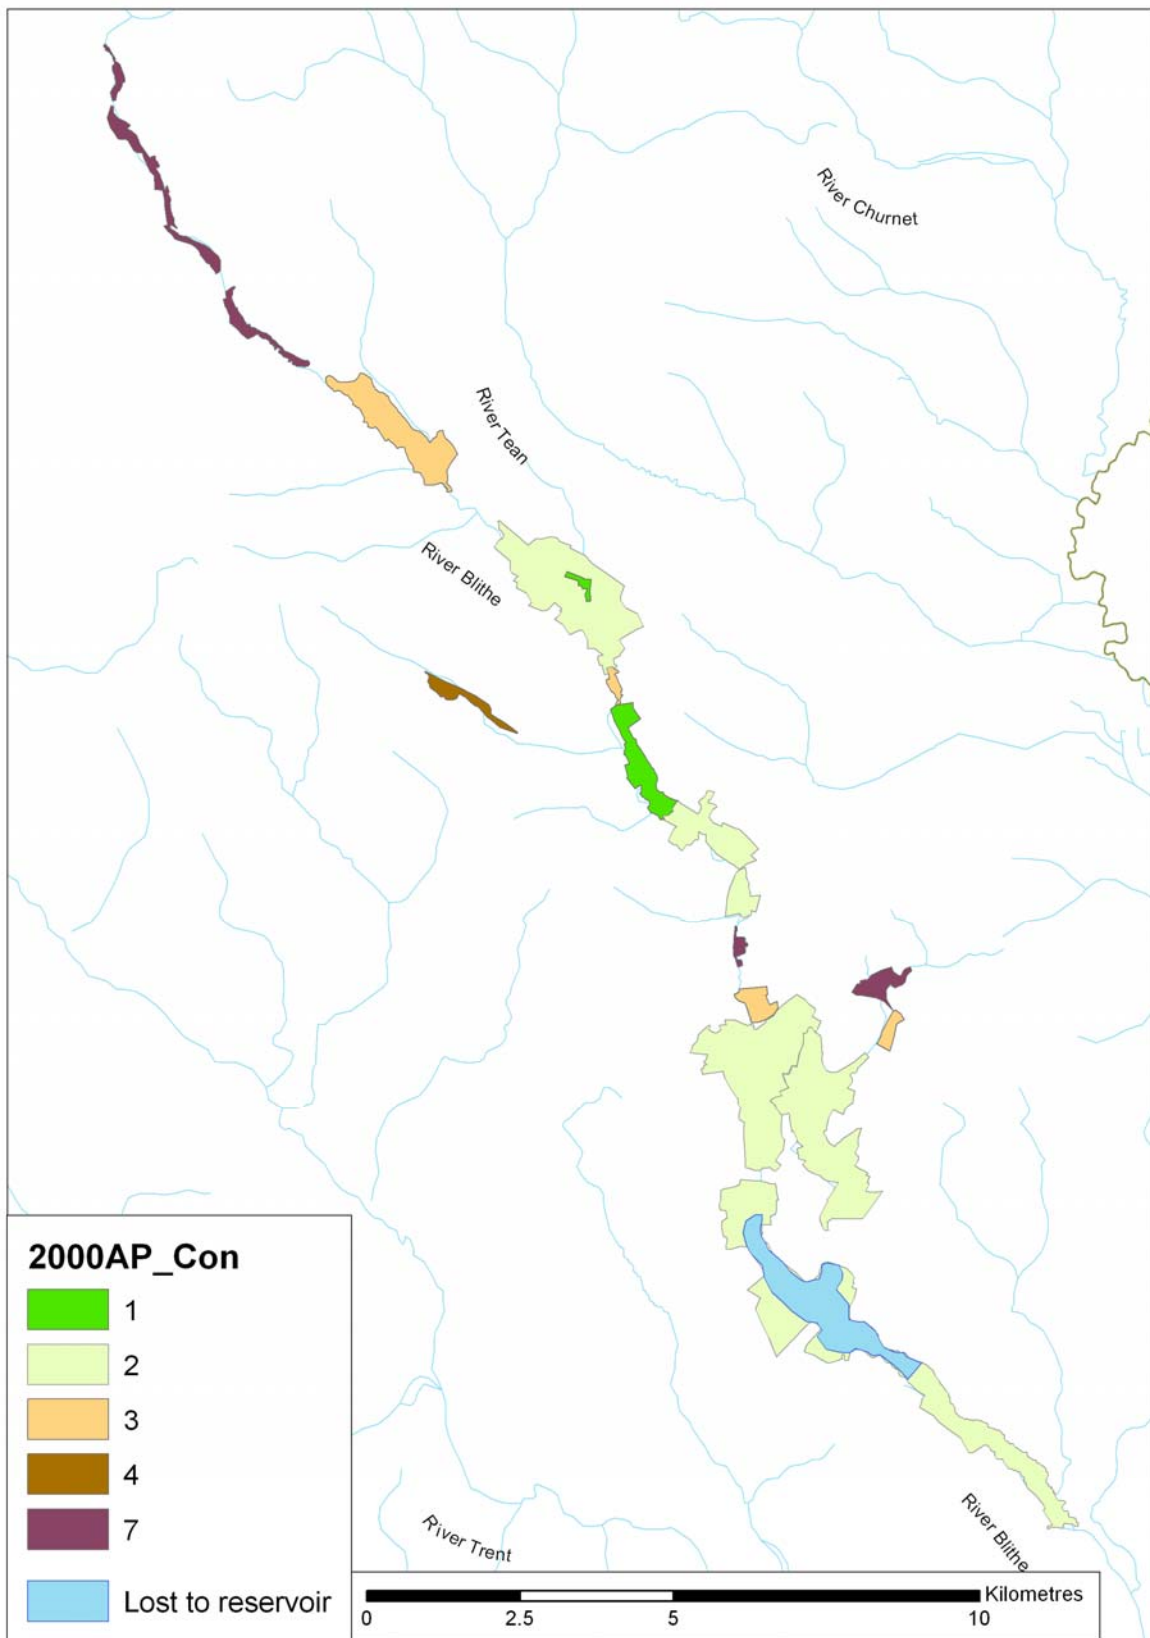 River Churnet
River Tean
River Blithe
2000AP_Con
1
2
3
4
7
Lost to reservoir
River Trent
River Blithe
Kilometres
0 2.5 5 10